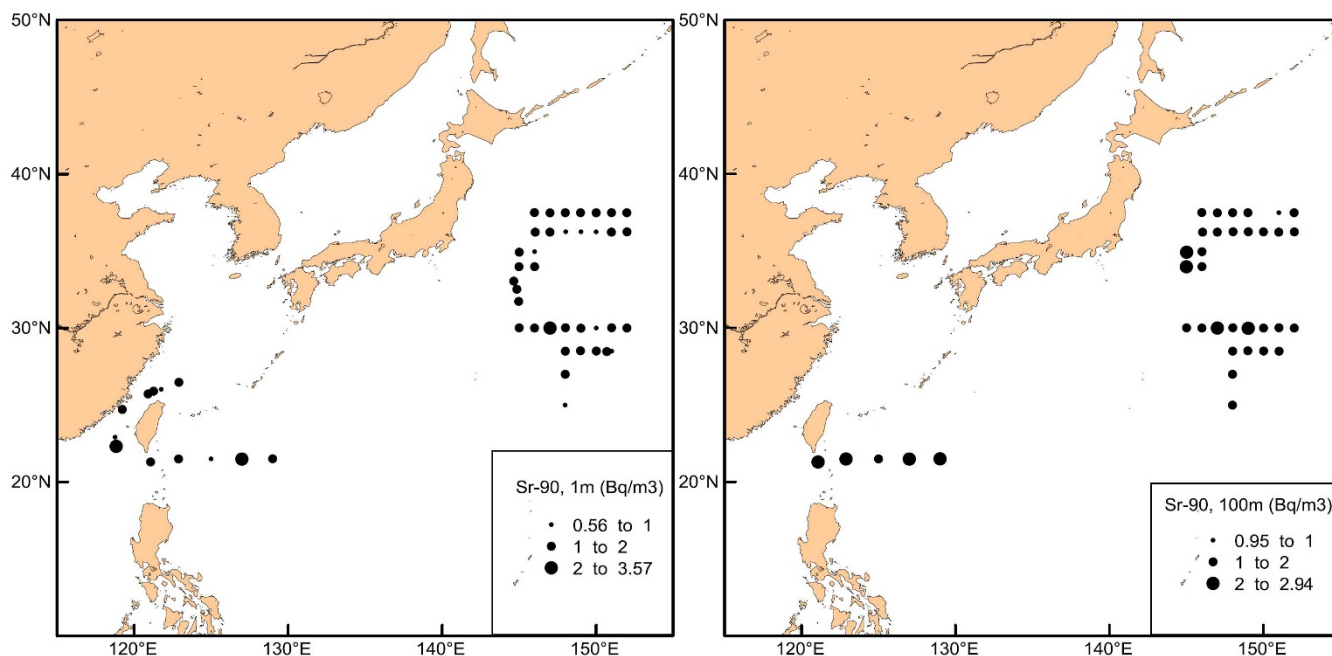 50°N
40°N
30°N
20°N
120°E 130°E 140°E 150°E
Sr-90, 1m (Bq/m3)
0.56 to 1
1 to 2
2 to 3.57
50°N
40°N
30°N
20°N
120°E 130°E 140°E 150°E
Sr-90, 100m (Bq/m3)
0.95 to 1
1 to 2
2 to 2.94